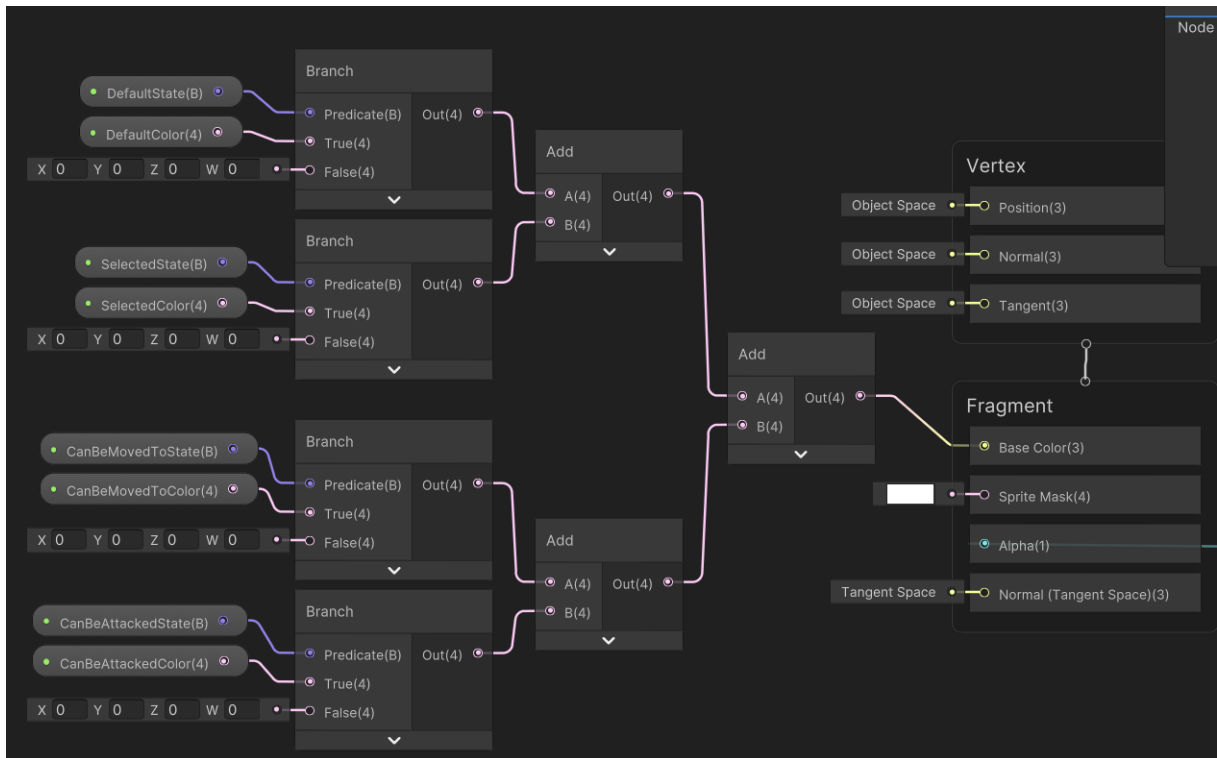 Node
Branch
DefaultState(B)
Predicate(B) Out(4)
DefaultColor(4)
True(4)
X 0 Y 0 Z 0 W 0
False(4)
Branch
SelectedState(B)
Predicate(B) Out(4)
SelectedColor(4)
True(4)
X 0 Y 0 Z 0 W 0
False(4)
Add
A(4) Out(4)
B(4)
Branch
CanBeMovedToState(B)
Predicate(B) Out(4)
CanBeMovedToColor(4)
True(4)
X 0 Y 0 Z 0 W 0
False(4)
Branch
CanBeAttackedState(B)
Predicate(B) Out(4)
CanBeAttackedColor(4)
True(4)
X 0 Y 0 Z 0 W 0
False(4)
Add
A(4) Out(4)
B(4)
Add
A(4) Out(4)
B(4)
Vertex
Object Space Position(3)
Object Space Normal(3)
Object Space Tangent(3)
Fragment
Base Color(3)
Sprite Mask(4)
Alpha(1)
Tangent Space Normal (Tangent Space)(3)